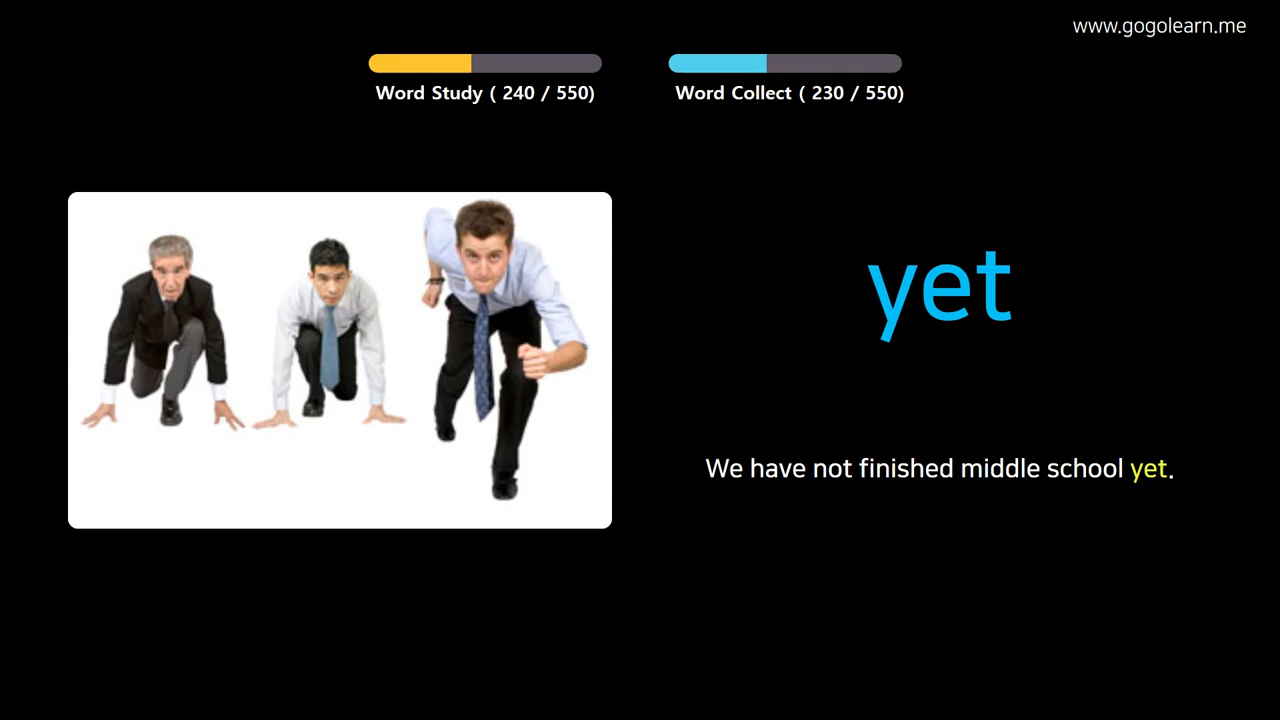 www.gogolearn.me
Word Study ( 240 / 550)
Word Collect ( 230 / 550)
yet
We have not finished middle school yet.